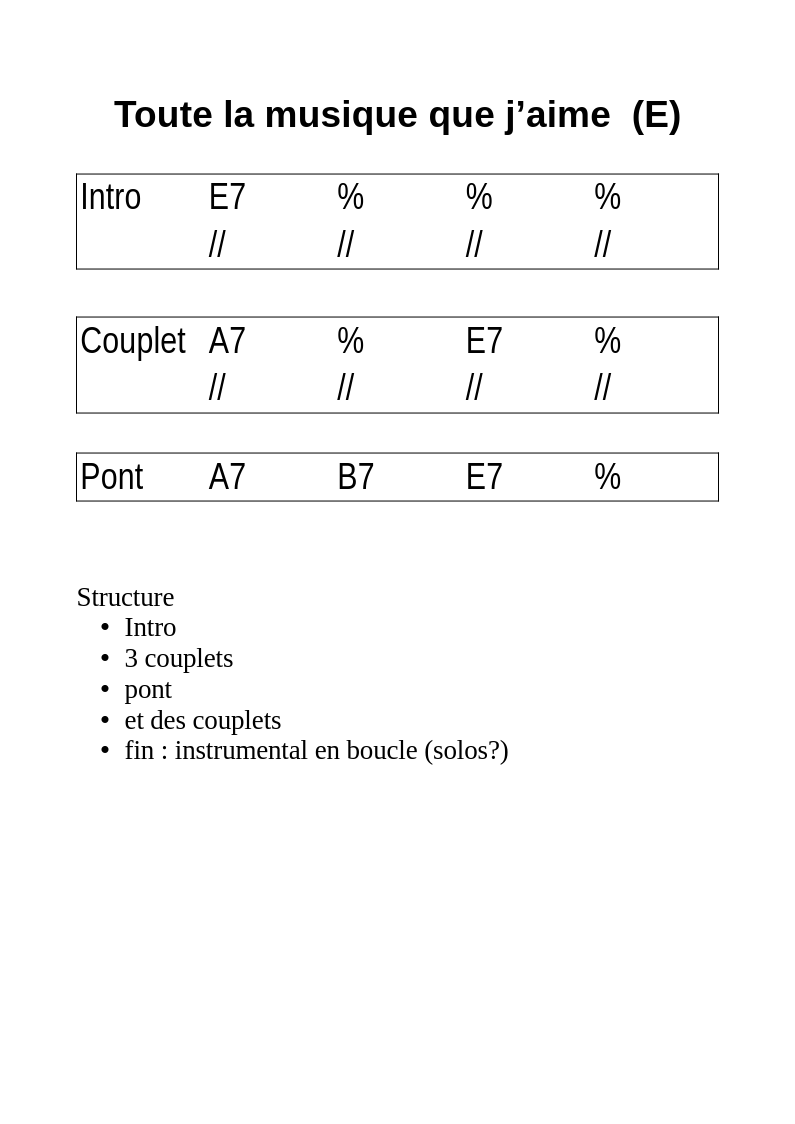 Toute la musique que j’aime  (E)
Intro E7 % % %
// // // //
Couplet A7 % E7 %
// // // //
Pont A7 B7 E7 %
Structure
• Intro
• 3 couplets
• pont
• et des couplets
• fin : instrumental en boucle (solos?)